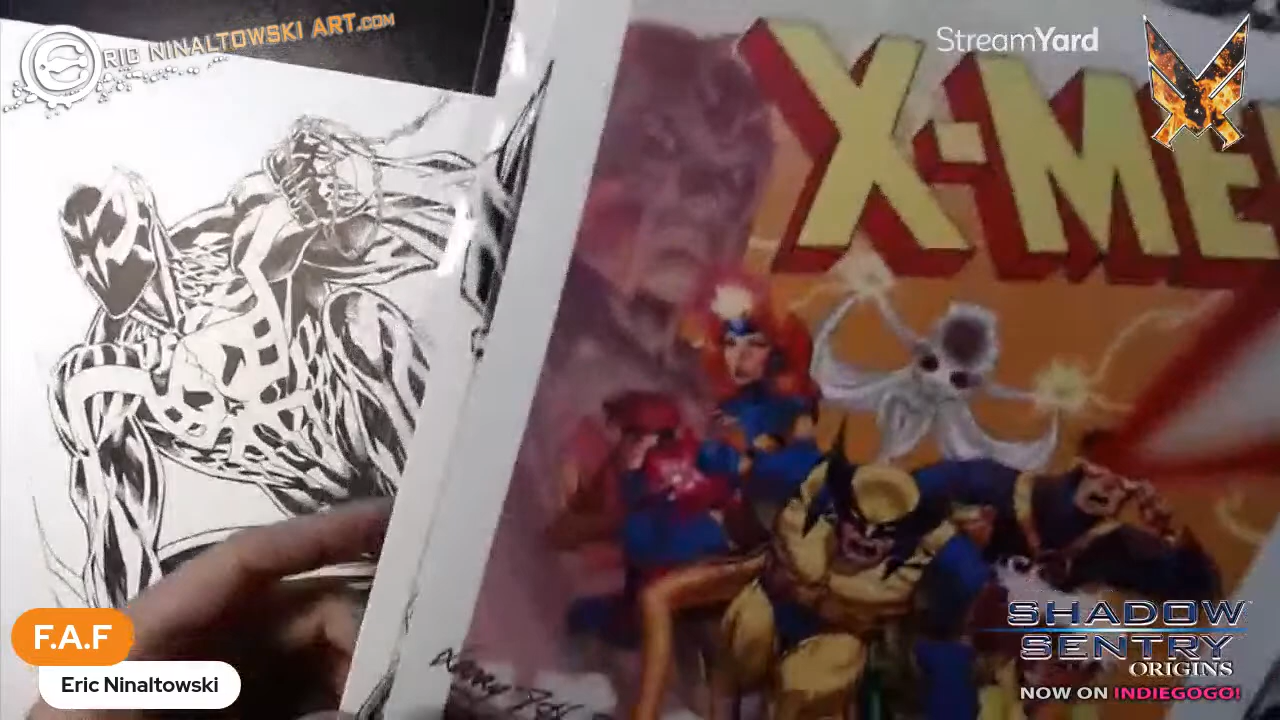 ERIC NINALTOWSKI ART.COM
StreamYard
X-ME
F.A.F
Eric Ninaltowski
SHADOW
SENTRY
ORIGINS
NOW ON INDIEGOGO!